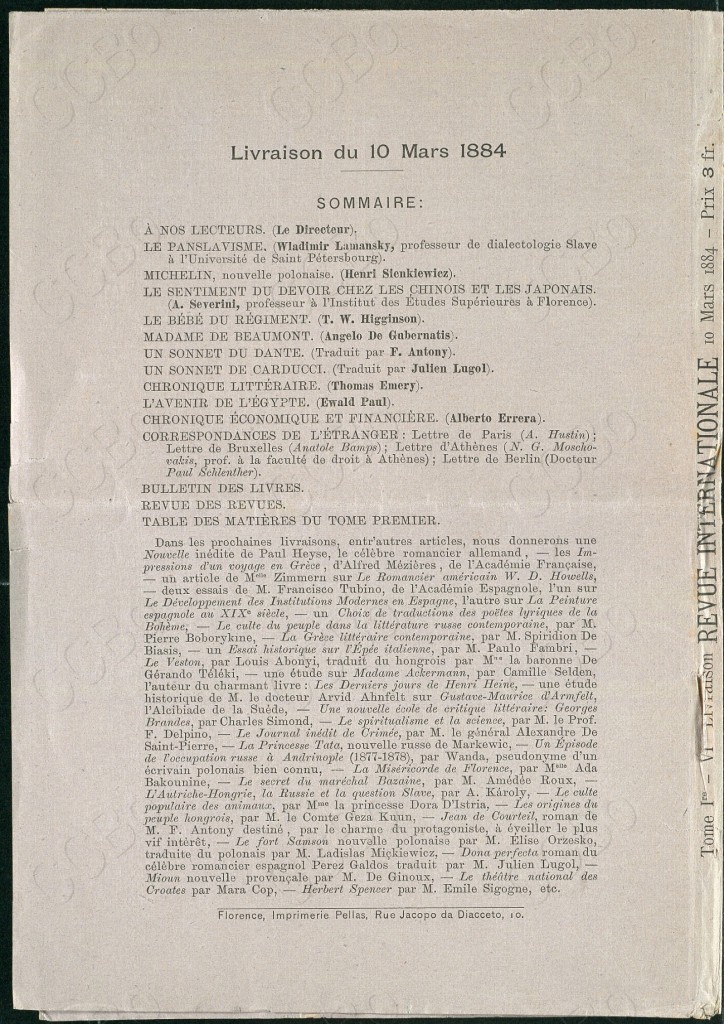 Livraison du 10 Mars 1884
SOMMAIRE:
À NOS LECTEURS. (Le Directeur).
LE PANSLAVISME. (Wladimir Lamansky, professeur de dialectologie Slave
à l'Université de Saint Pétersbourg).
MICHELIN, nouvelle polonaise. (Henri Sienkiewicz).
LE SENTIMENT DU DEVOIR CHEZ LES CHINOIS ET LES JAPONAIS.
(A. Severini, professeur à l'Institut des Études Supérieures à Florence).
LE BÉBÉ DU RÉGIMENT. (T. W. Higginson).
MADAME DE BEAUMONT. (Angelo De Gubernatis).
UN SONNET DU DANTE. (Traduit par F. Antony).
UN SONNET DE CARDUCCI. (Traduit par Julien Lugol).
CHRONIQUE LITTÉRAIRE. (Thomas Emery).
L'AVENIR DE L'ÉGYPTE. (Ewald Paul).
CHRONIQUE ÉCONOMIQUE ET FINANCIÈRE. (Alberto Errera).
CORRESPONDANCES DE L'ÉTRANGER : Lettre de Paris (A. Hustin) ;
Lettre de Bruxelles (Anatole Bamps) ; Lettre d'Athènes (N. G. Moscho-
vakis, prof. à la faculté de droit à Athènes) ; Lettre de Berlin (Docteur
Paul Schlenther).
BULLETIN DES LIVRES.
REVUE DES REVUES.
TABLE DES MATIÈRES DU TOME PREMIER.
Dans les prochaines livraisons, entr'autres articles, nous donnerons une
Nouvelle inédite de Paul Heyse, le célèbre romancier allemand, — les Im-
pressions d'un voyage en Grèce, d'Alfred Mézières, de l'Académie Française,
— un article de Melle Zimmern sur Le Romancier américain W. D. Howells,
— deux essais de M. Francisco Tubino, de l'Académie Espagnole, l'un sur
Le Développement des Institutions Modernes en Espagne, l'autre sur La Peinture
espagnole au XIXe siècle, — un Choix de traductions des poëtes lyriques de la
Bohême, — Le culte du peuple dans la littérature russe contemporaine, par M.
Pierre Boborykine, — La Grèce littéraire contemporaine, par M. Spiridion De
Biasis, — un Essai historique sur l'Epée italienne, par M. Paulo Fambri, —
Le Veston, par Louis Abonyi, traduit du hongrois par Mme la baronne De
Gérando Téléki, — une étude sur Madame Ackermann, par Camille Selden,
l'auteur du charmant livre : Les Derniers jours de Henri Heine, — une étude
historique de M. le docteur Arvid Ahnfelt sur Gustave-Maurice d'Armfelt,
l'Alcibiade de la Suède, — Une nouvelle école de critique littéraire: Georges
Brandes, par Charles Simond, — Le spiritualisme et la science, par M. le Prof.
F. Delpino, — Le Journal inédit de Crimée, par M. le général Alexandre De
Saint-Pierre, — La Princesse Tata, nouvelle russe de Markewic, — Un Épisode
de l'occupation russe à Andrinople (1877-1878), par Wanda, pseudonyme d'un
écrivain polonais bien connu, — La Miséricorde de Florence, par Mme Ada
Bakounine, — Le secret du maréchal Bazaine, par M. Amédée Roux, —
L'Autriche-Hongrie, la Russie et la question Slave, par A. Károly, — Le culte
populaire des animaux, par Mme la princesse Dora D'Istria, — Les origines du
peuple hongrois, par M. le Comte Geza Kuun, — Jean de Courteil, roman de
M. F. Antony destiné, par le charme du protagoniste, à éveiller le plus
vif intérêt, — Le fort Samson nouvelle polonaise par M. Elise Orzesko,
traduite du polonais par M. Ladislas Mickiewicz, — Dona perfecta roman du
célèbre romancier espagnol Perez Galdos traduit par M. Julien Lugol, —
Mioun nouvelle provençale par M. De Ginoux, — Le théâtre national des
Croates par Mara Cop, — Herbert Spencer par M. Emile Sigogne, etc.
Florence, Imprimerie Pellas, Rue Jacopo da Diacceto, 10.
Tome Ier — VIe Livraison REVUE INTERNATIONALE 10 Mars 1884 — Prix 3 fr.